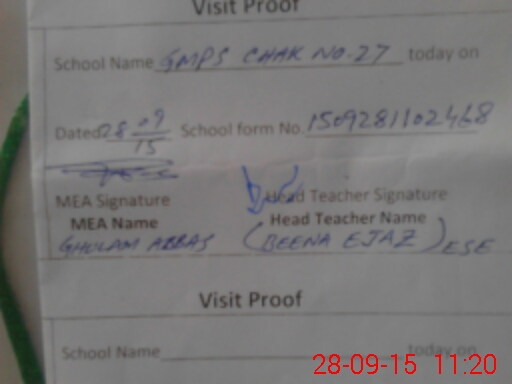 Visit Proof
School Name GMPS CHAK NO.27 today on
Dated 28 09 15 School form No. 1509281102468
MEA Signature Head Teacher Signature
MEA Name Head Teacher Name
GHULAM ABBAS (BEENA EJAZ) ESE
Visit Proof
School Name today on
28-09-15 11:20